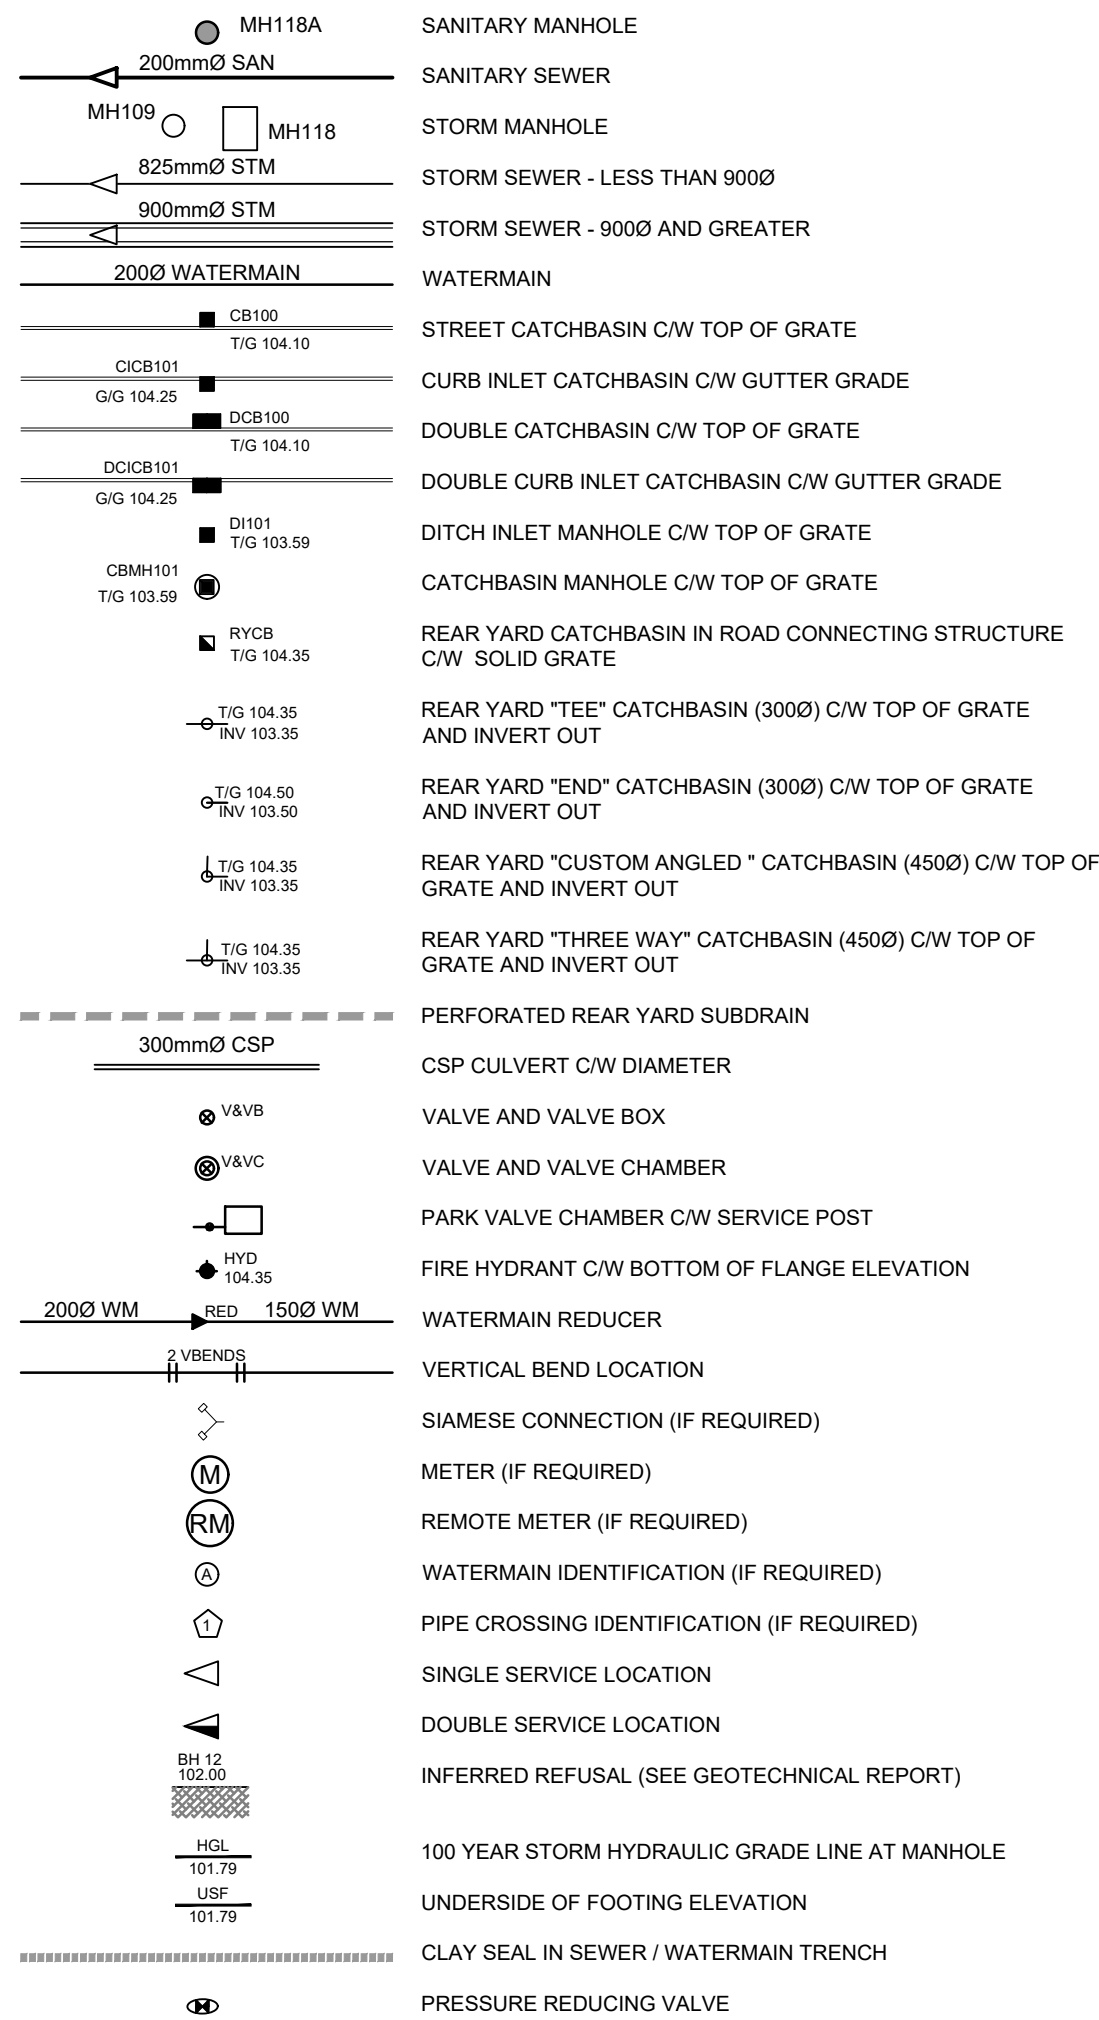 MH118A SANITARY MANHOLE
200mmØ SAN SANITARY SEWER
MH109 MH118 STORM MANHOLE
825mmØ STM STORM SEWER - LESS THAN 900Ø
900mmØ STM STORM SEWER - 900Ø AND GREATER
200Ø WATERMAIN WATERMAIN
CB100
T/G 104.10
STREET CATCHBASIN C/W TOP OF GRATE
CICB101
G/G 104.25
CURB INLET CATCHBASIN C/W GUTTER GRADE
DCB100
T/G 104.10
DOUBLE CATCHBASIN C/W TOP OF GRATE
DCICB101
G/G 104.25
DOUBLE CURB INLET CATCHBASIN C/W GUTTER GRADE
DI101
T/G 103.59
DITCH INLET MANHOLE C/W TOP OF GRATE
CBMH101
T/G 103.59
CATCHBASIN MANHOLE C/W TOP OF GRATE
RYCB
T/G 104.35
REAR YARD CATCHBASIN IN ROAD CONNECTING STRUCTURE
C/W SOLID GRATE
T/G 104.35
INV 103.35
REAR YARD "TEE" CATCHBASIN (300Ø) C/W TOP OF GRATE
AND INVERT OUT
T/G 104.50
INV 103.50
REAR YARD "END" CATCHBASIN (300Ø) C/W TOP OF GRATE
AND INVERT OUT
T/G 104.35
INV 103.35
REAR YARD "CUSTOM ANGLED " CATCHBASIN (450Ø) C/W TOP OF
GRATE AND INVERT OUT
T/G 104.35
INV 103.35
REAR YARD "THREE WAY" CATCHBASIN (450Ø) C/W TOP OF
GRATE AND INVERT OUT
PERFORATED REAR YARD SUBDRAIN
300mmØ CSP CSP CULVERT C/W DIAMETER
V&VB VALVE AND VALVE BOX
V&VC VALVE AND VALVE CHAMBER
PARK VALVE CHAMBER C/W SERVICE POST
HYD
104.35
FIRE HYDRANT C/W BOTTOM OF FLANGE ELEVATION
200Ø WM RED 150Ø WM WATERMAIN REDUCER
2 VBENDS VERTICAL BEND LOCATION
SIAMESE CONNECTION (IF REQUIRED)
M METER (IF REQUIRED)
RM REMOTE METER (IF REQUIRED)
A WATERMAIN IDENTIFICATION (IF REQUIRED)
1 PIPE CROSSING IDENTIFICATION (IF REQUIRED)
SINGLE SERVICE LOCATION
DOUBLE SERVICE LOCATION
BH 12
102.00
INFERRED REFUSAL (SEE GEOTECHNICAL REPORT)
HGL
101.79
100 YEAR STORM HYDRAULIC GRADE LINE AT MANHOLE
USF
101.79
UNDERSIDE OF FOOTING ELEVATION
CLAY SEAL IN SEWER / WATERMAIN TRENCH
PRESSURE REDUCING VALVE